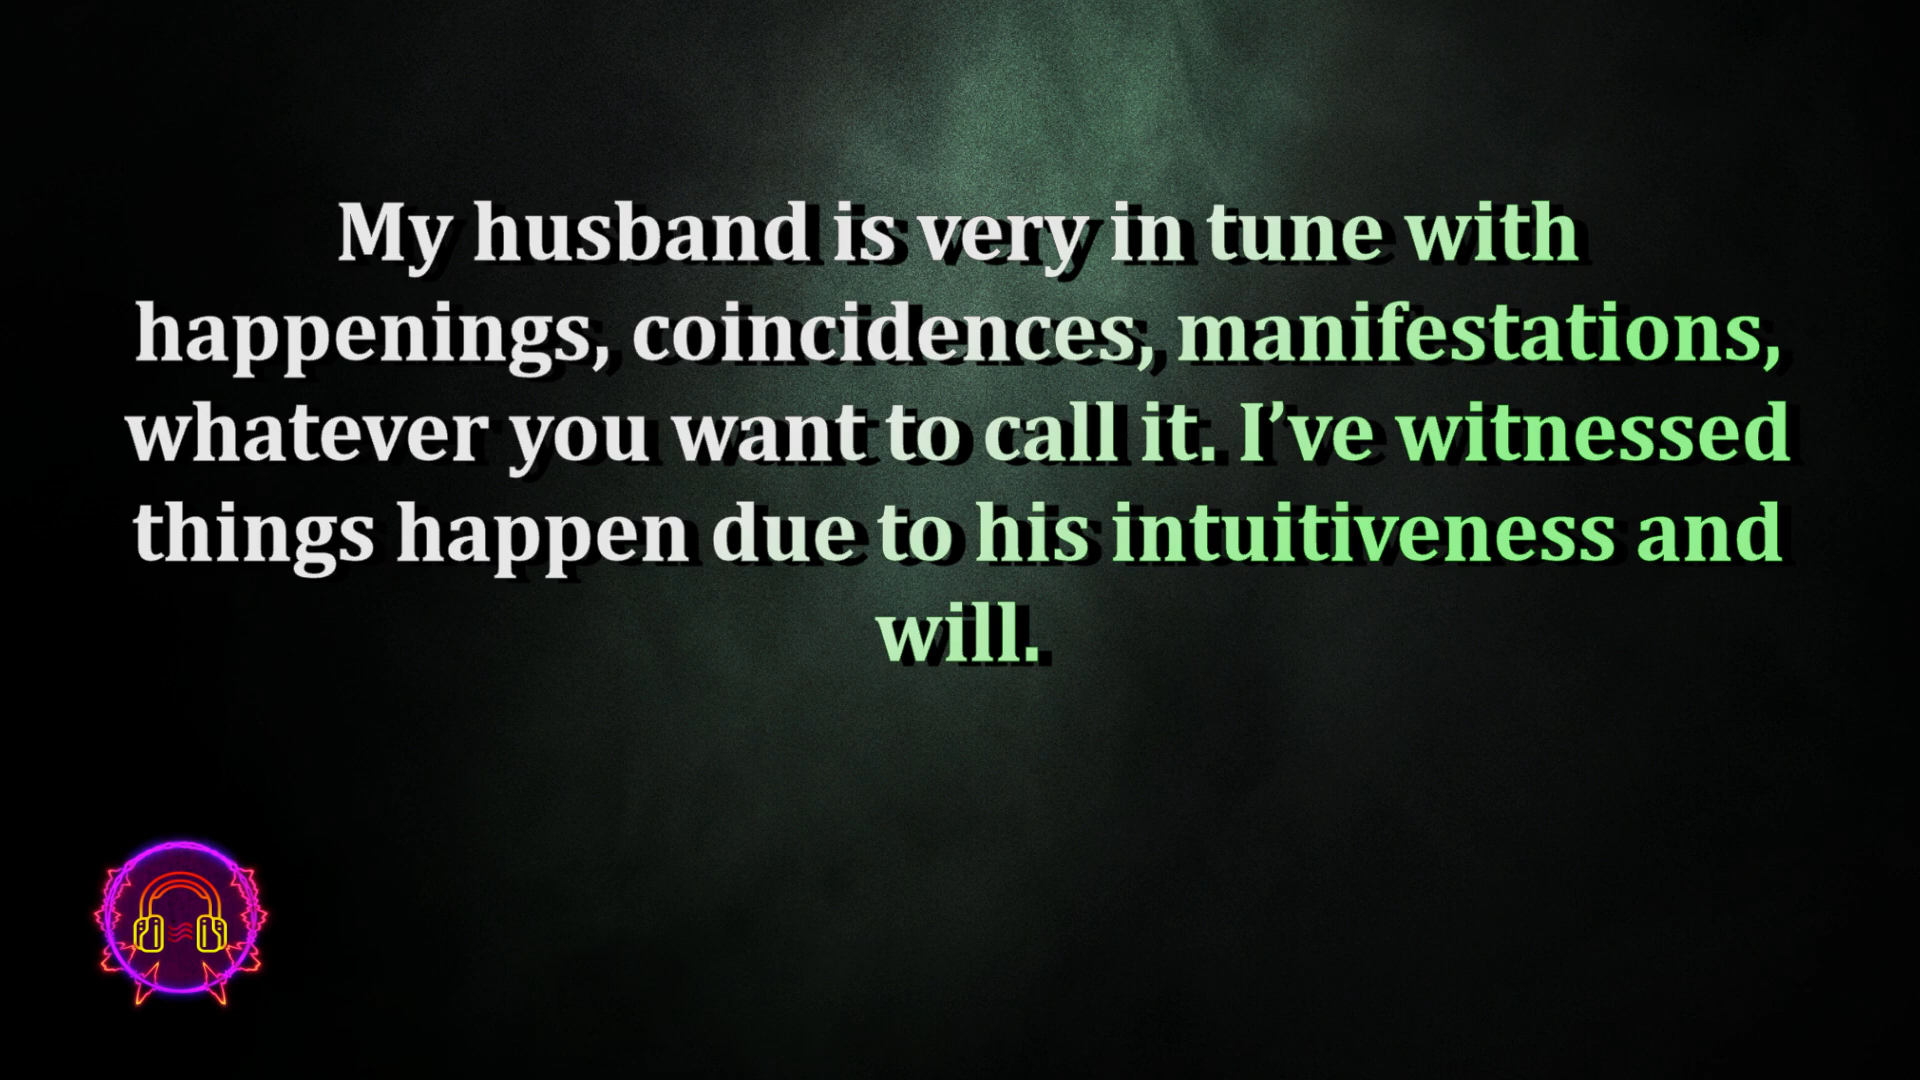 My husband is very in tune with
happenings, coincidences, manifestations,
whatever you want to call it. I’ve witnessed
things happen due to his intuitiveness and
will.